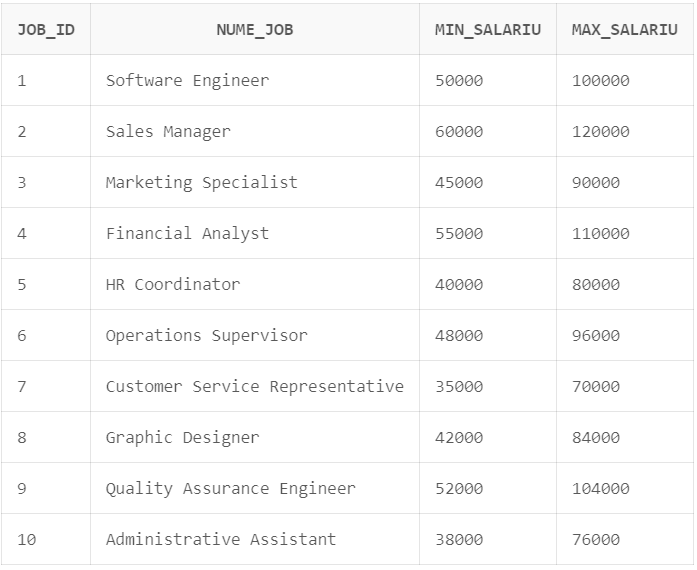 JOB_ID NUME_JOB MIN_SALARIU MAX_SALARIU
1 Software Engineer 50000 100000
2 Sales Manager 60000 120000
3 Marketing Specialist 45000 90000
4 Financial Analyst 55000 110000
5 HR Coordinator 40000 80000
6 Operations Supervisor 48000 96000
7 Customer Service Representative 35000 70000
8 Graphic Designer 42000 84000
9 Quality Assurance Engineer 52000 104000
10 Administrative Assistant 38000 76000